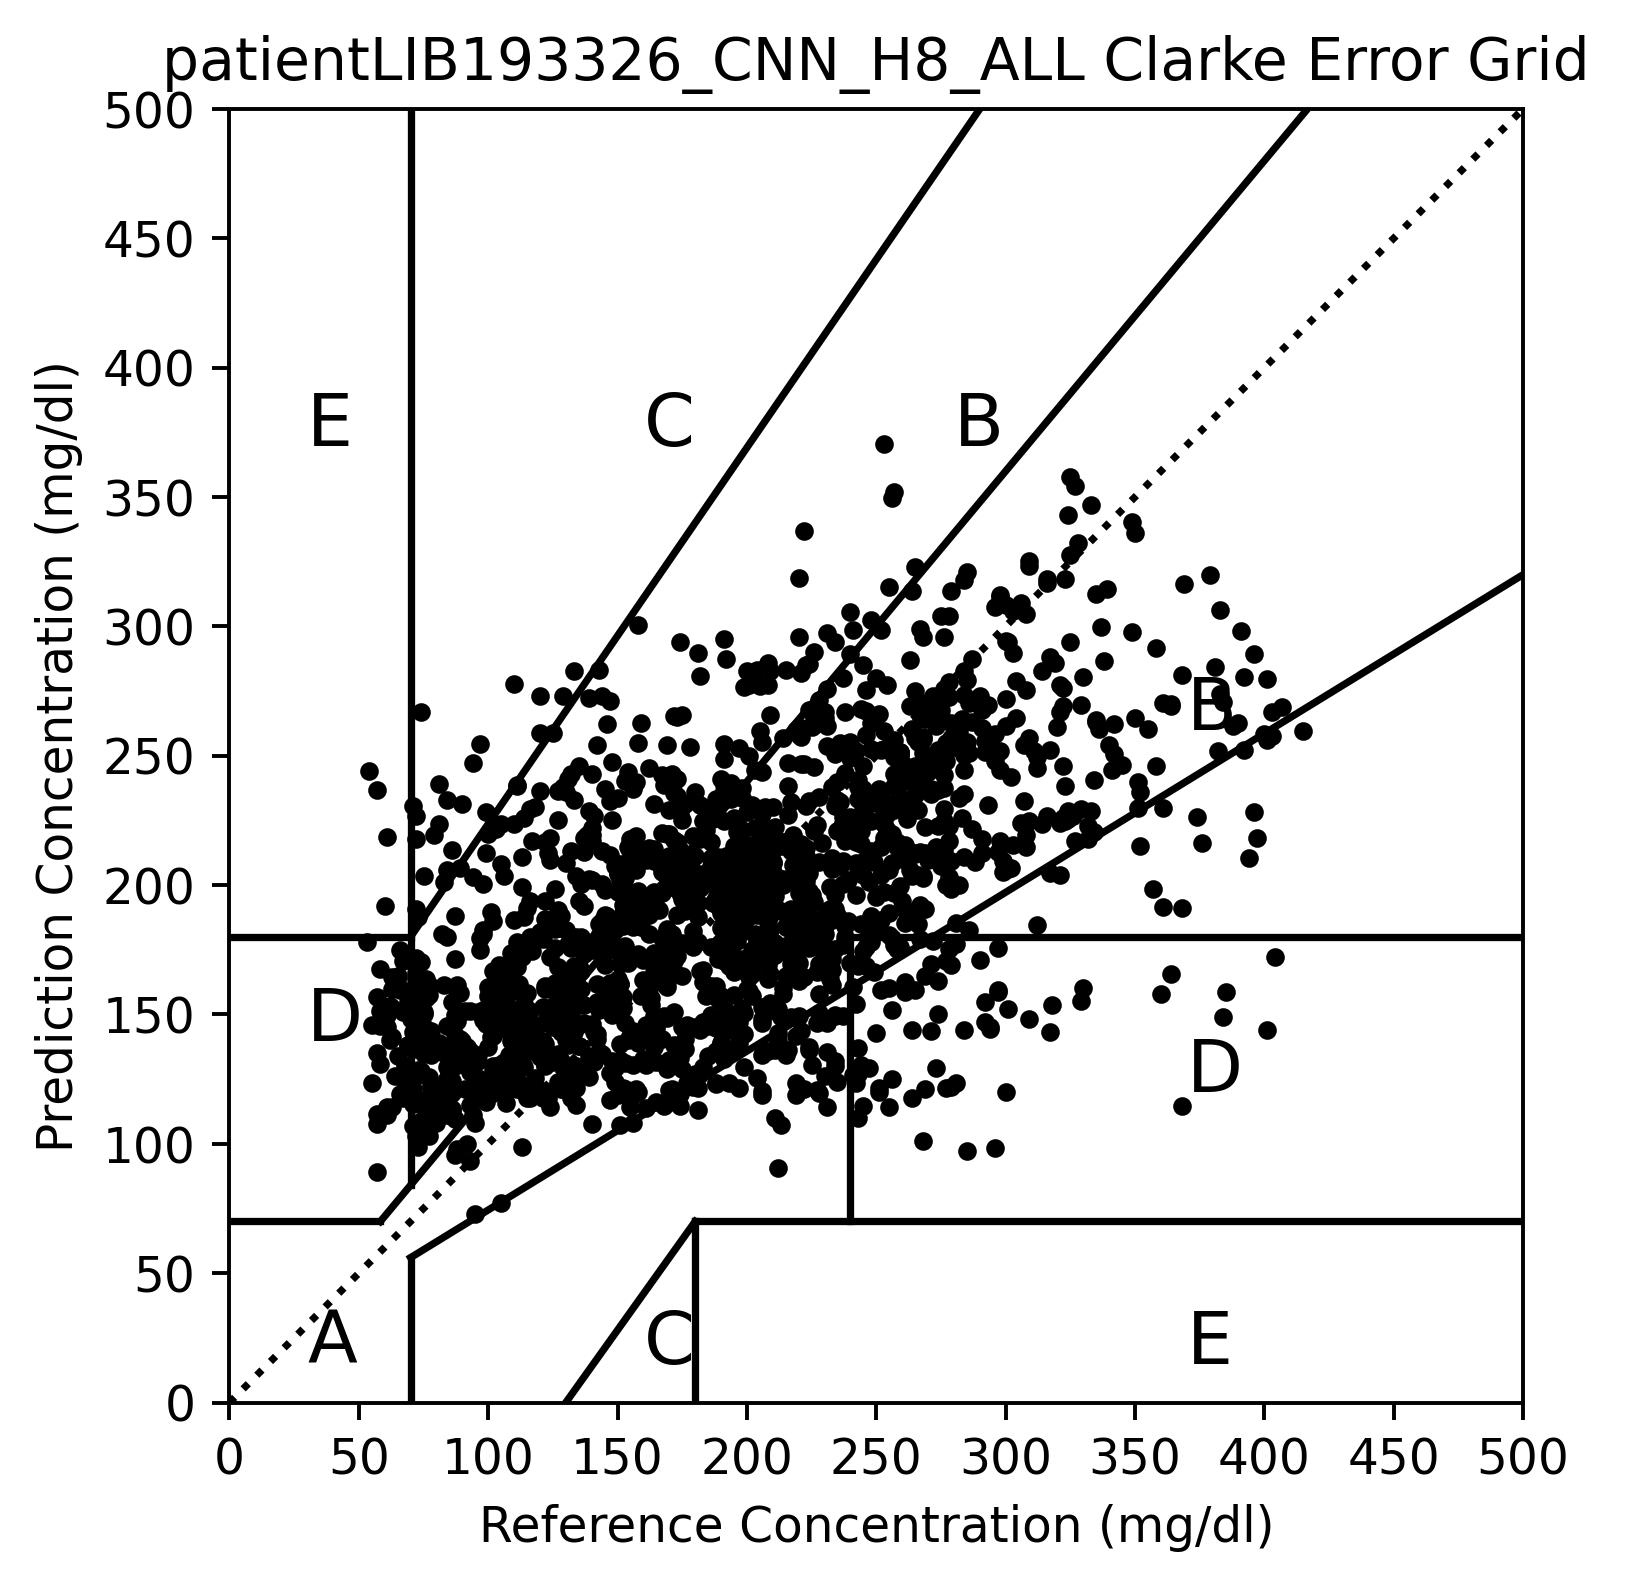 patientLIB193326_CNN_H8_ALL Clarke Error Grid
500
450
400
350
300
250
200
150
100
50
0
Prediction Concentration (mg/dl)
E
C
B
B
D
D
A
C
E
0 50 100 150 200 250 300 350 400 450 500
Reference Concentration (mg/dl)